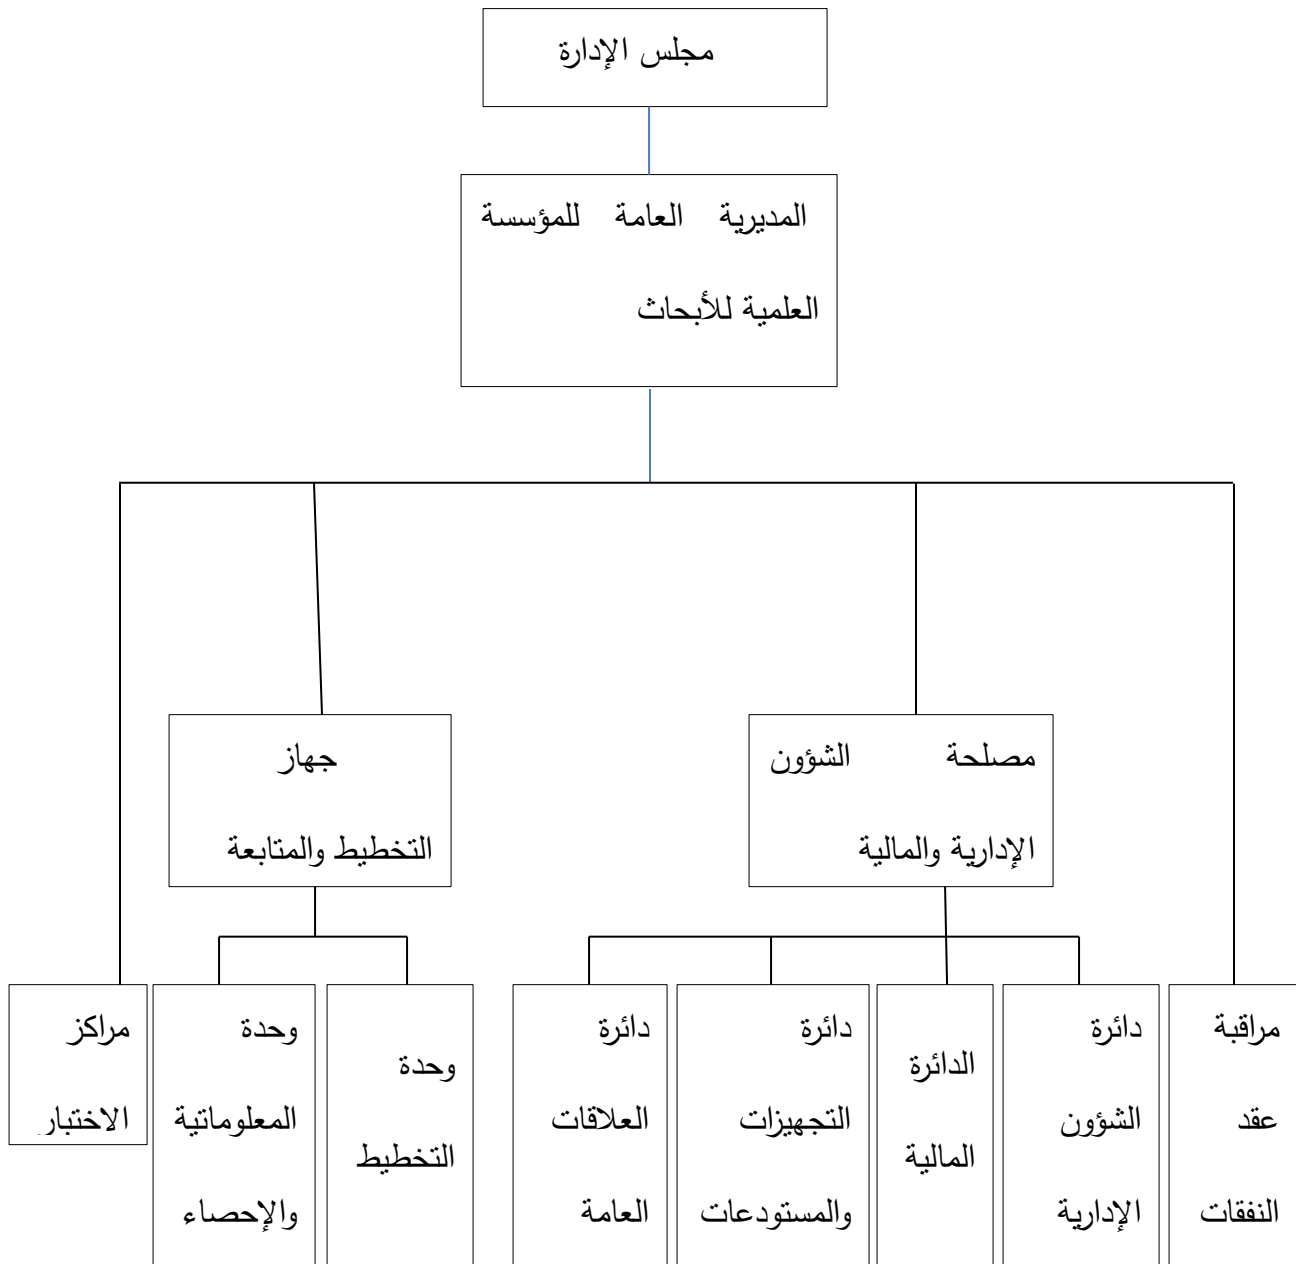 مجلس الإدارة
المديرية العامة للمؤسسة
العلمية للأبحاث
مصلحة الشؤون
الإدارية والمالية
جهاز
التخطيط والمتابعة
مراقبة
عقد
النفقات
دائرة
الشؤون
الإدارية
الدائرة
المالية
دائرة
التجهيزات
والمستودعات
دائرة
العلاقات
العامة
وحدة
التخطيط
وحدة
المعلوماتية
والإحصاء
مراكز
الاختبار